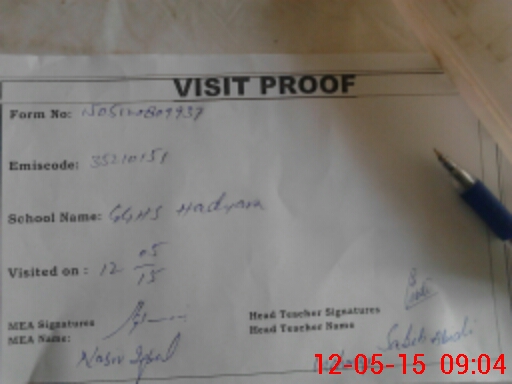 VISIT PROOF
Form No:
Emiscode: 35210151
School Name: GGHS Hadyara
Visited on: 12 05 15
MEA Signatures
MEA Name: Nasir Iqbal
Head Teacher Signatures
Head Teacher Name
12-05-15 09:04